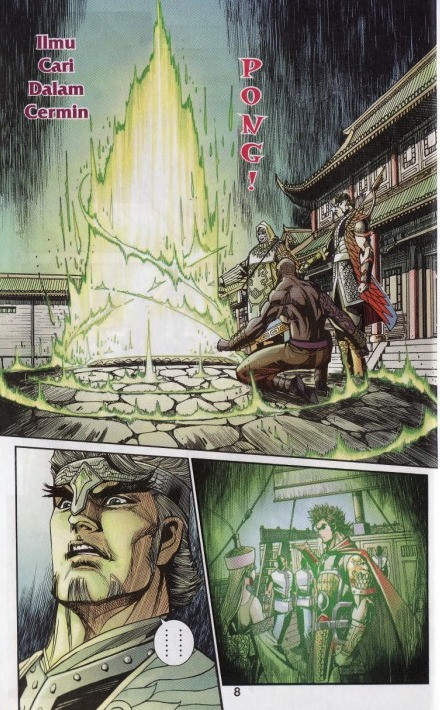 Ilmu
Cari
Dalam
Cermin
PONG!
......
8